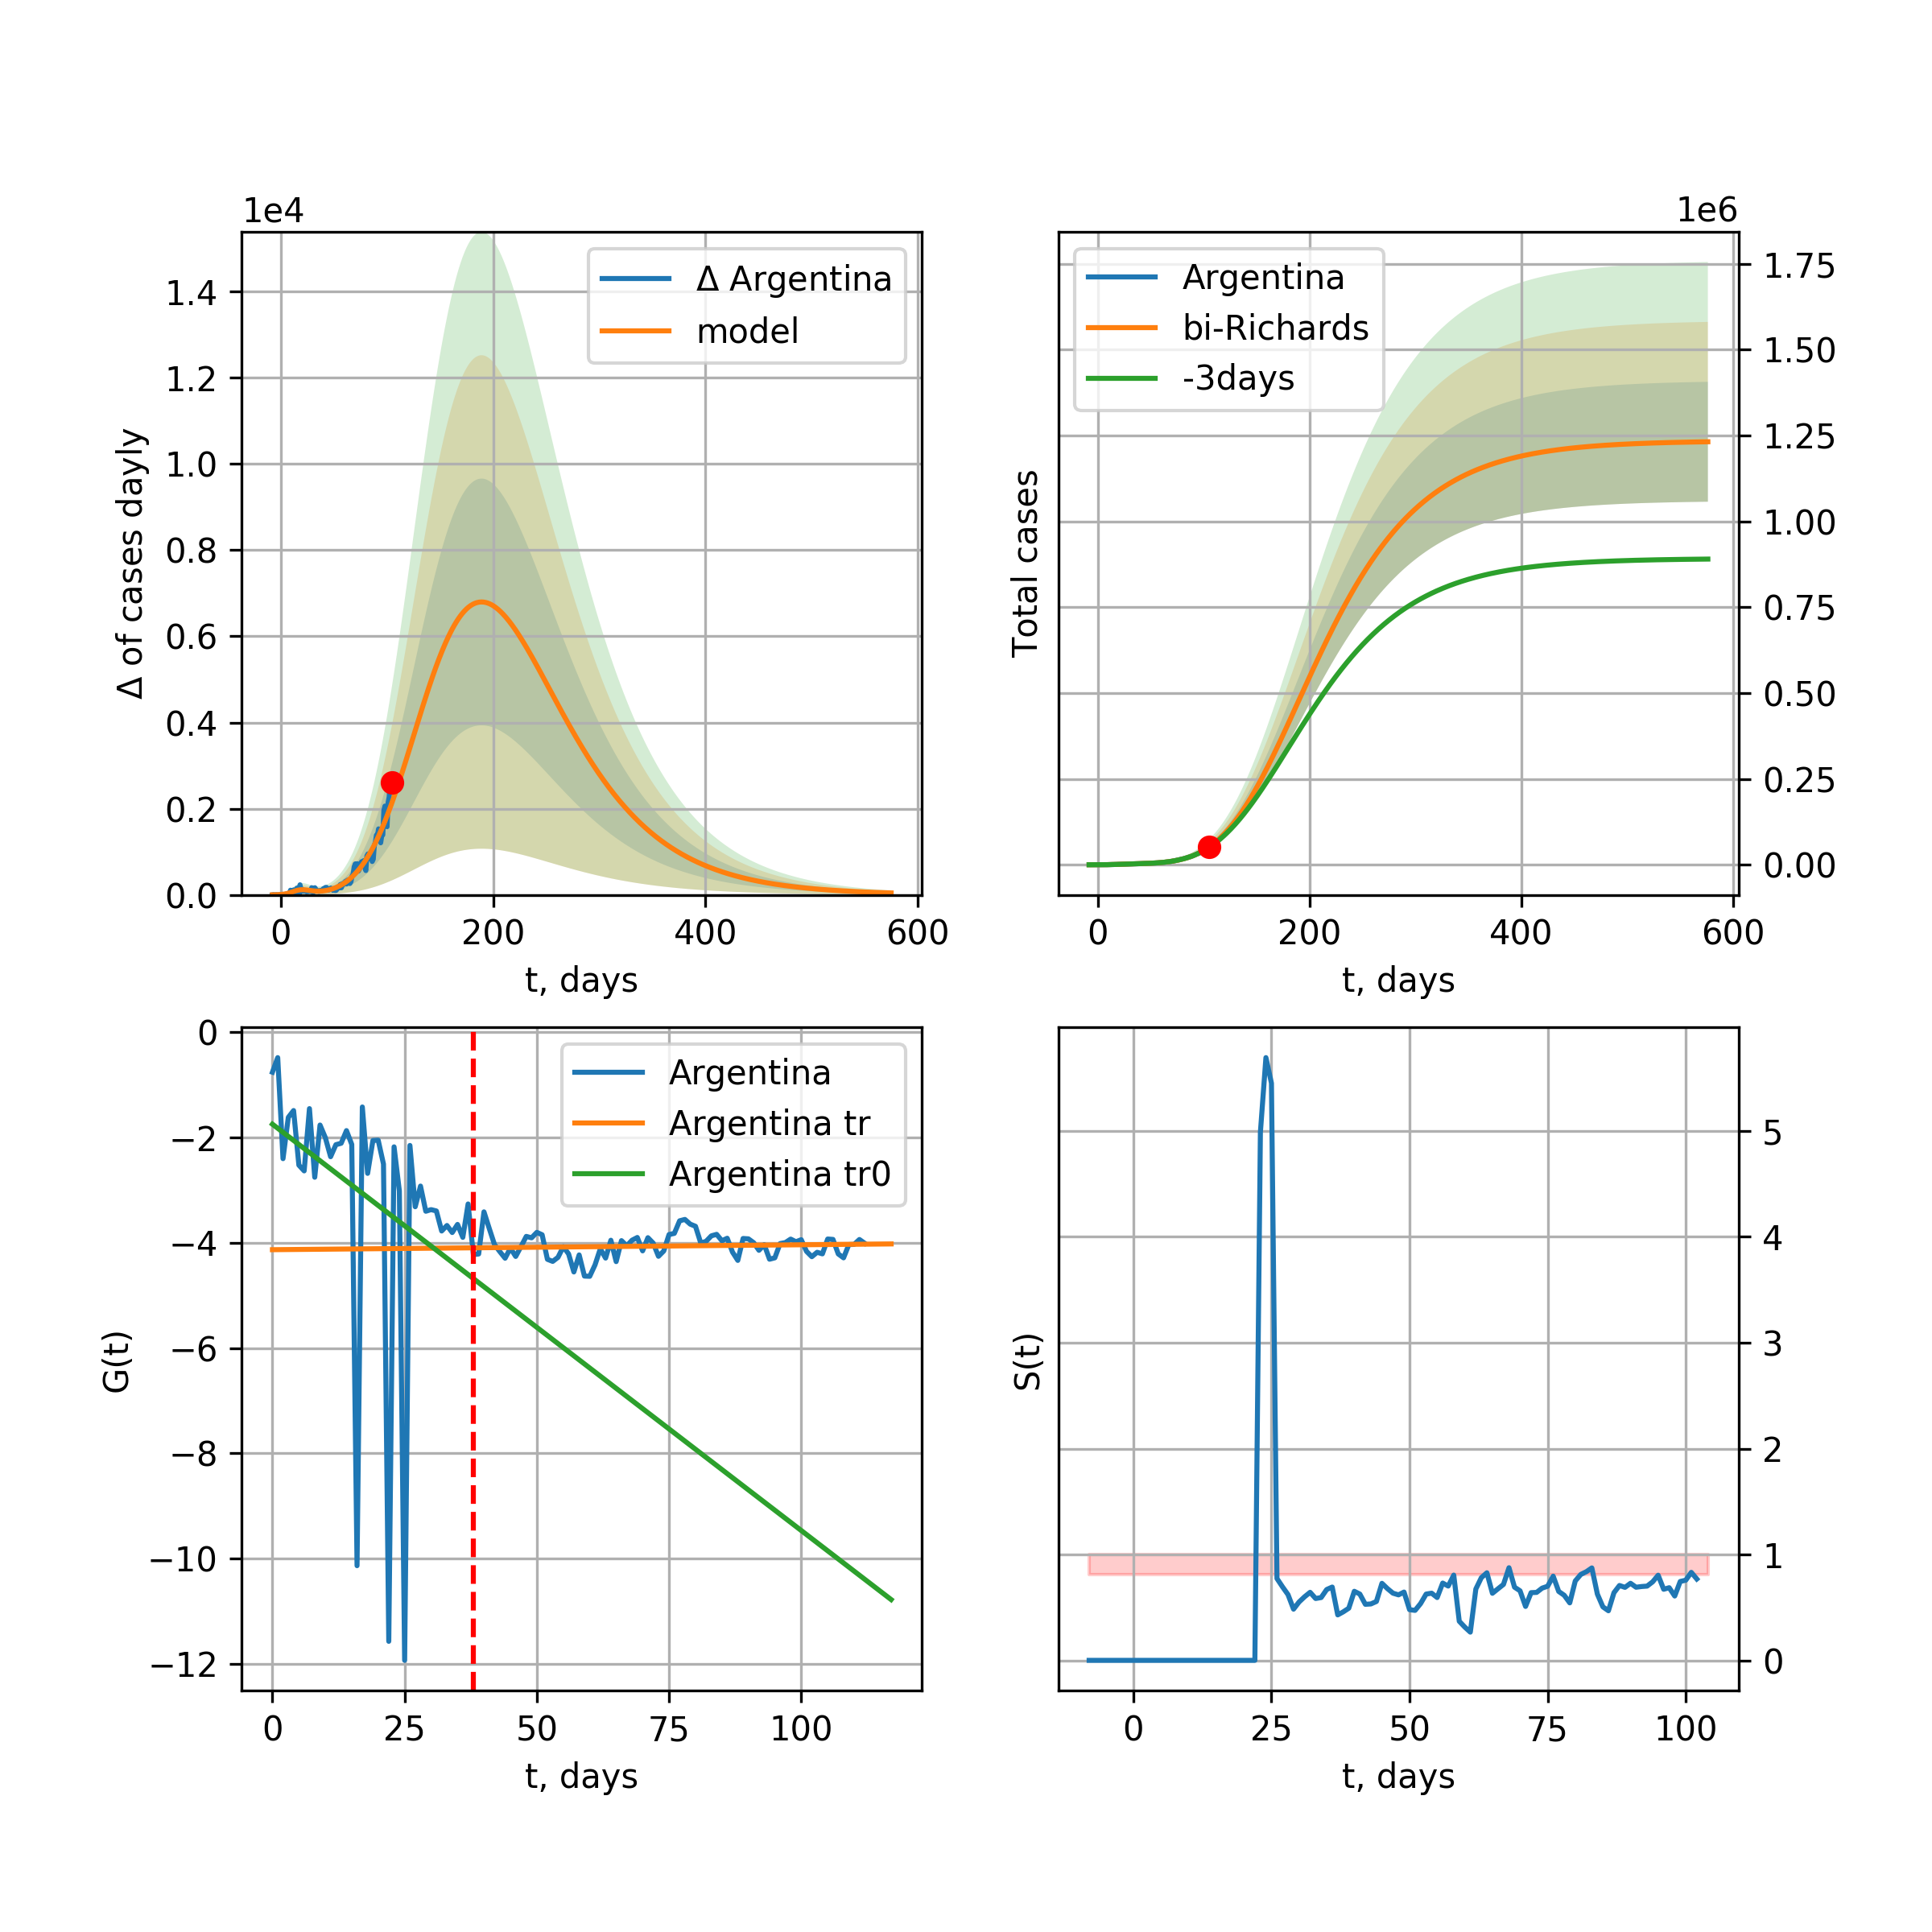 1e4
1.4
1.2
1.0
0.8
0.6
0.4
0.2
0.0
Δ of cases dayly
Δ Argentina
model
0 200 400 600
t, days
1e6
Argentina
bi-Richards
-3days
Total cases
1.75
1.50
1.25
1.00
0.75
0.50
0.25
0.00
0 200 400 600
t, days
0
−2
−4
−6
−8
−10
−12
G(t)
Argentina
Argentina tr
Argentina tr0
0 25 50 75 100
t, days
S(t)
5
4
3
2
1
0
0 25 50 75 100
t, days